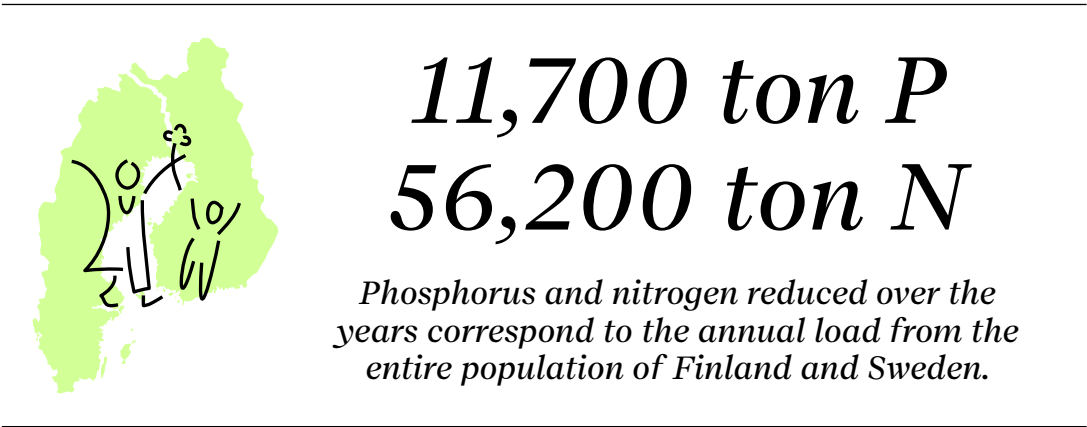 11,700 ton P
56,200 ton N
Phosphorus and nitrogen reduced over the
years correspond to the annual load from the
entire population of Finland and Sweden.